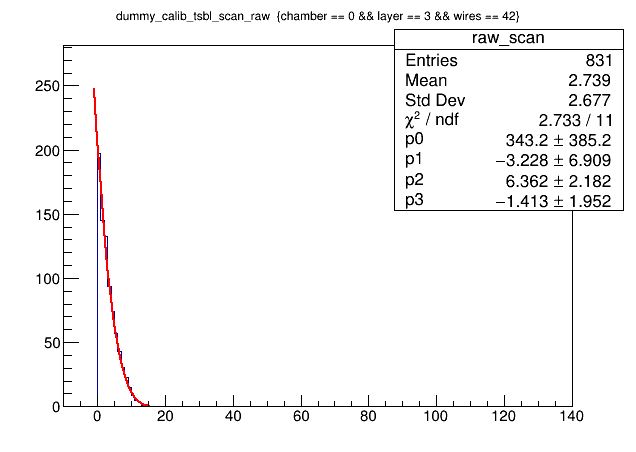 dummy_calib_tsbl_scan_raw {chamber == 0 && layer == 3 && wires == 42}
raw_scan
Entries 831
Mean 2.739
Std Dev 2.677
χ² / ndf 2.733 / 11
p0 343.2 ± 385.2
p1 −3.228 ± 6.909
p2 6.362 ± 2.182
p3 −1.413 ± 1.952
250
200
150
100
50
0
0 20 40 60 80 100 120 140